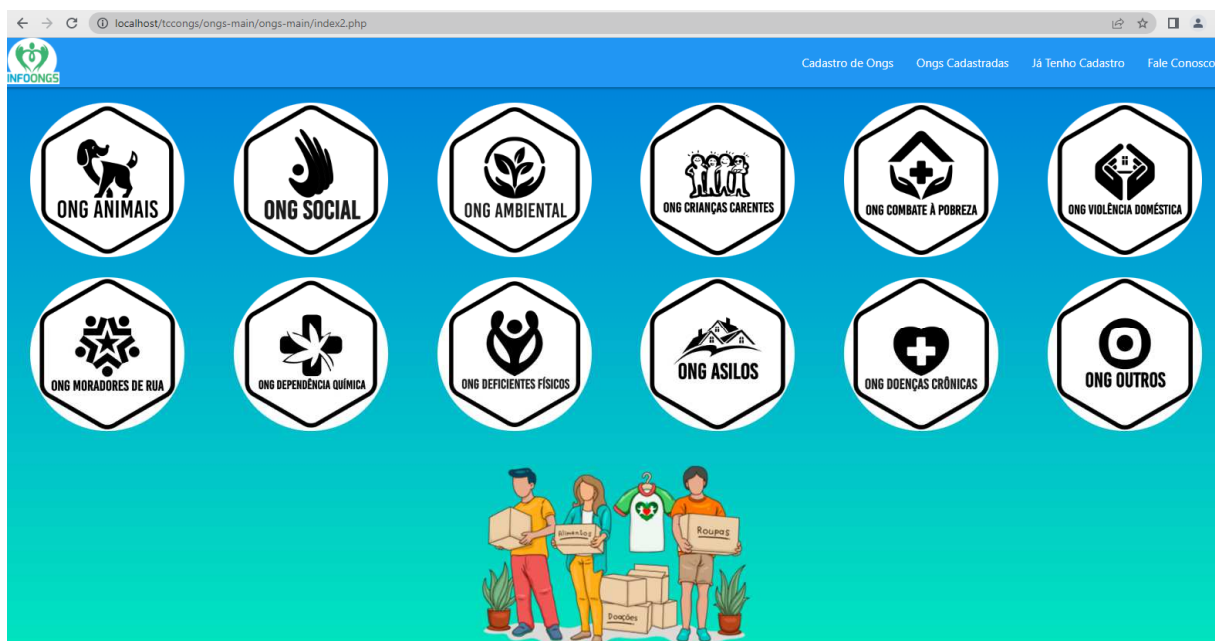 localhost/tccongs/ongs-main/ongs-main/index2.php
INFOONGS
Cadastro de Ongs Ongs Cadastradas Já Tenho Cadastro Fale Conosco
ONG ANIMAIS
ONG SOCIAL
ONG AMBIENTAL
ONG CRIANÇAS CARENTES
ONG COMBATE À POBREZA
ONG VIOLÊNCIA DOMÉSTICA
ONG MORADORES DE RUA
ONG DEPENDÊNCIA QUÍMICA
ONG DEFICIENTES FÍSICOS
ONG ASILOS
ONG DOENÇAS CRÔNICAS
ONG OUTROS
Alimentos
Roupas
Doações